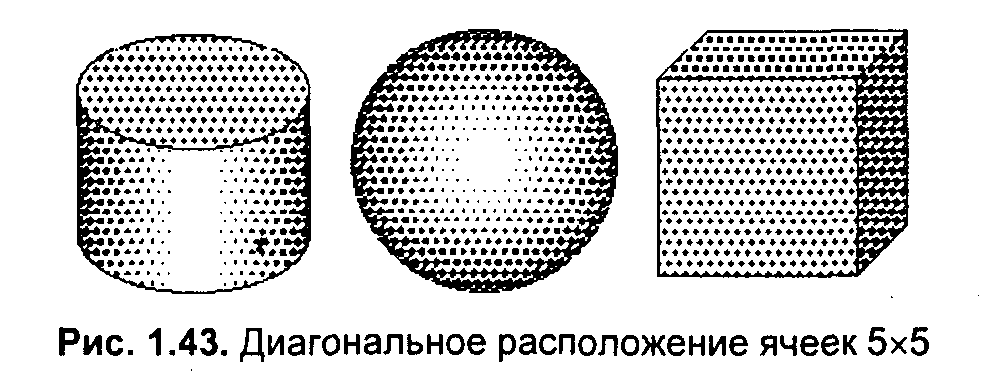 Рис. 1.43. Диагональное расположение ячеек 5×5